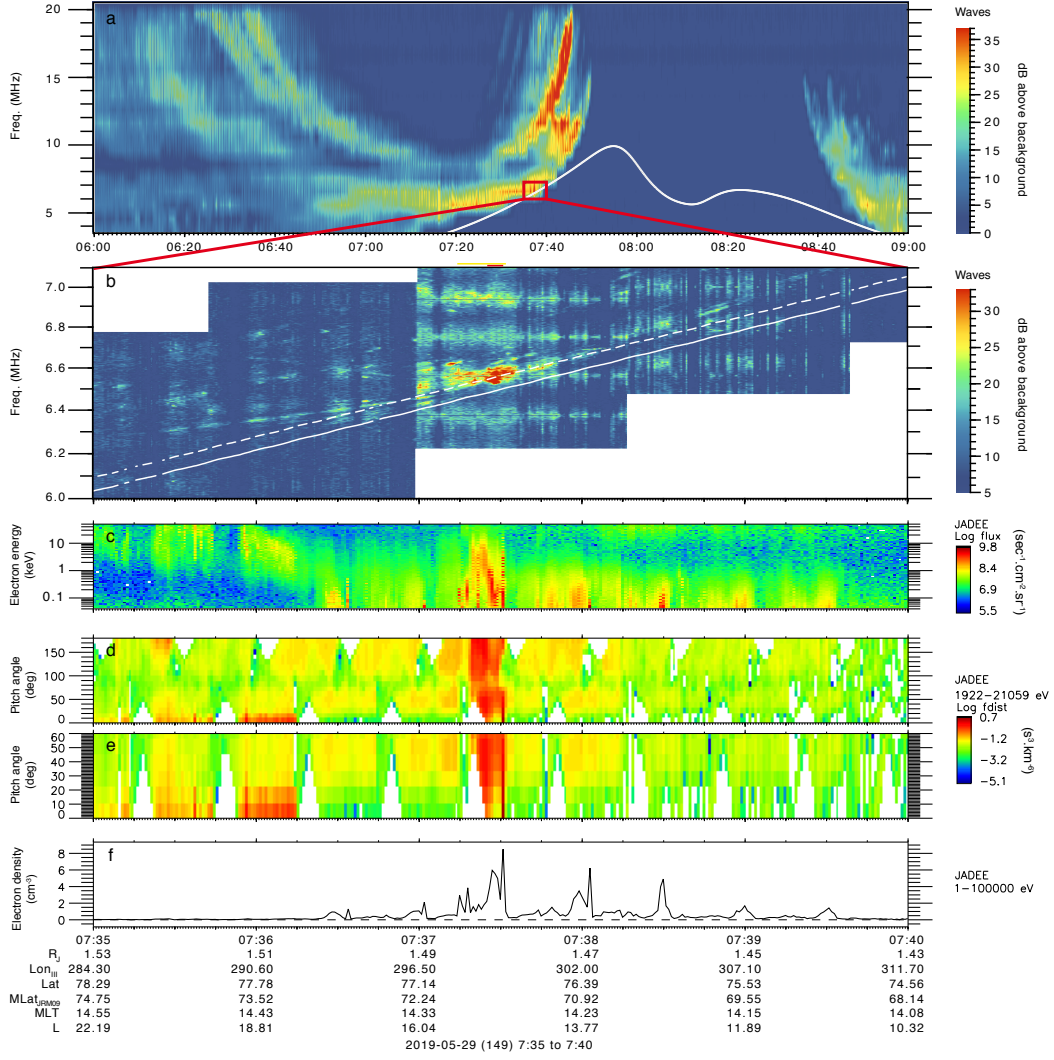 a
20
15
10
5
Freq. (MHz)
06:00
06:20
06:40
07:00
07:20
07:40
08:00
08:20
08:40
09:00
Waves
35
30
25
20
15
10
5
0
dB above bacakground
b
7.0
6.8
6.6
6.4
6.2
6.0
Freq. (MHz)
Waves
30
25
20
15
10
5
dB above bacakground
c
10
1
0.1
Electron energy
(keV)
JADEE
Log flux
9.8
8.4
6.9
5.5
(sec⁻¹.cm⁻².sr⁻¹)
d
150
100
50
0
Pitch angle
(deg)
e
60
50
40
30
20
10
0
Pitch angle
(deg)
JADEE
1922−21059 eV
Log fdist
0.7
−1.2
−3.2
−5.1
(s³.km⁻⁶)
f
8
6
4
2
0
Electron density
(cm⁻³)
JADEE
1−100000 eV
07:35 07:36 07:37 07:38 07:39 07:40
R_J 1.53 1.51 1.49 1.47 1.45 1.43
Lon_III 284.30 290.60 296.50 302.00 307.10 311.70
Lat 78.29 77.78 77.14 76.39 75.53 74.56
MLat_JRM09 74.75 73.52 72.24 70.92 69.55 68.14
MLT 14.55 14.43 14.33 14.23 14.15 14.08
L 22.19 18.81 16.04 13.77 11.89 10.32
2019−05−29 (149) 7:35 to 7:40